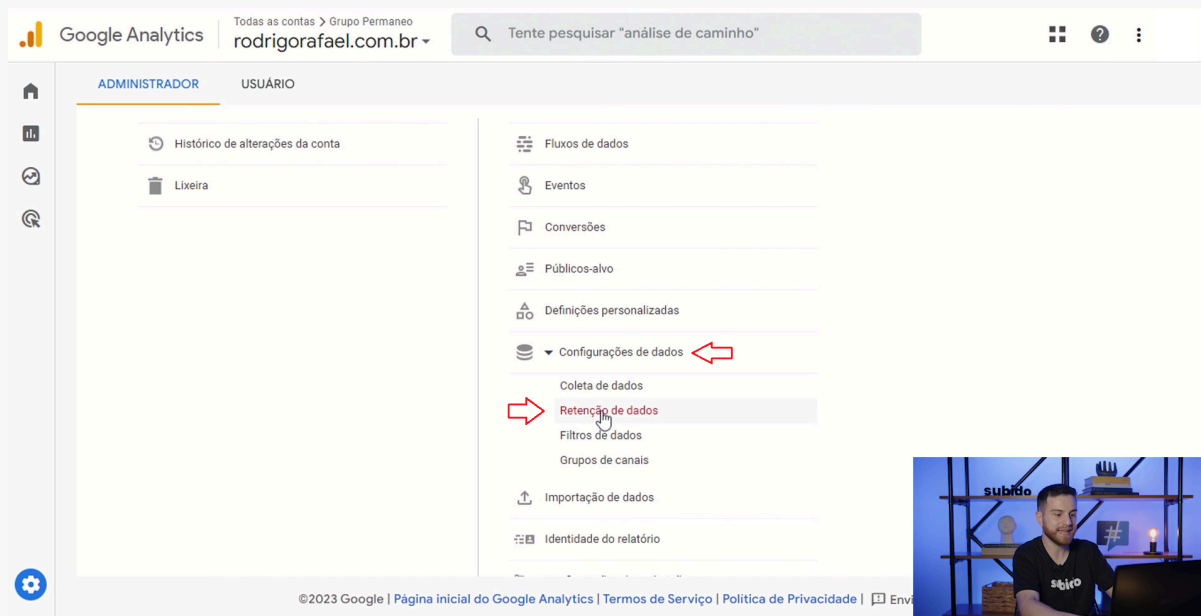 Google Analytics
Todas as contas > Grupo Permaneo
rodrigorafael.com.br
Tente pesquisar "análise de caminho"
ADMINISTRADOR
USUÁRIO
Histórico de alterações da conta
Lixeira
Fluxos de dados
Eventos
Conversões
Públicos-alvo
Definições personalizadas
Configurações de dados
Coleta de dados
Retenção de dados
Filtros de dados
Grupos de canais
Importação de dados
Identidade do relatório
©2023 Google | Página inicial do Google Analytics | Termos de Serviço | Política de Privacidade | Envi
subido
#
subido